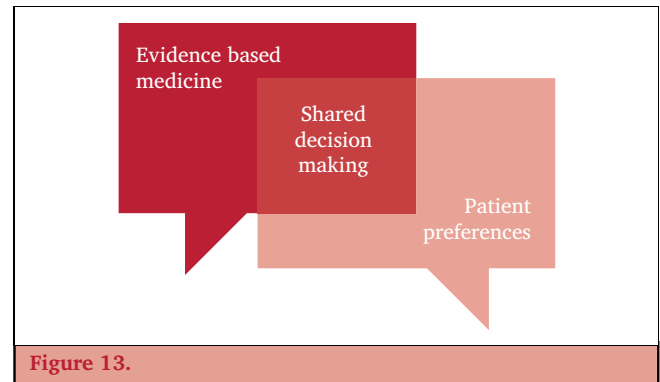 Evidence based
medicine
Shared
decision
making
Patient
preferences
Figure 13.